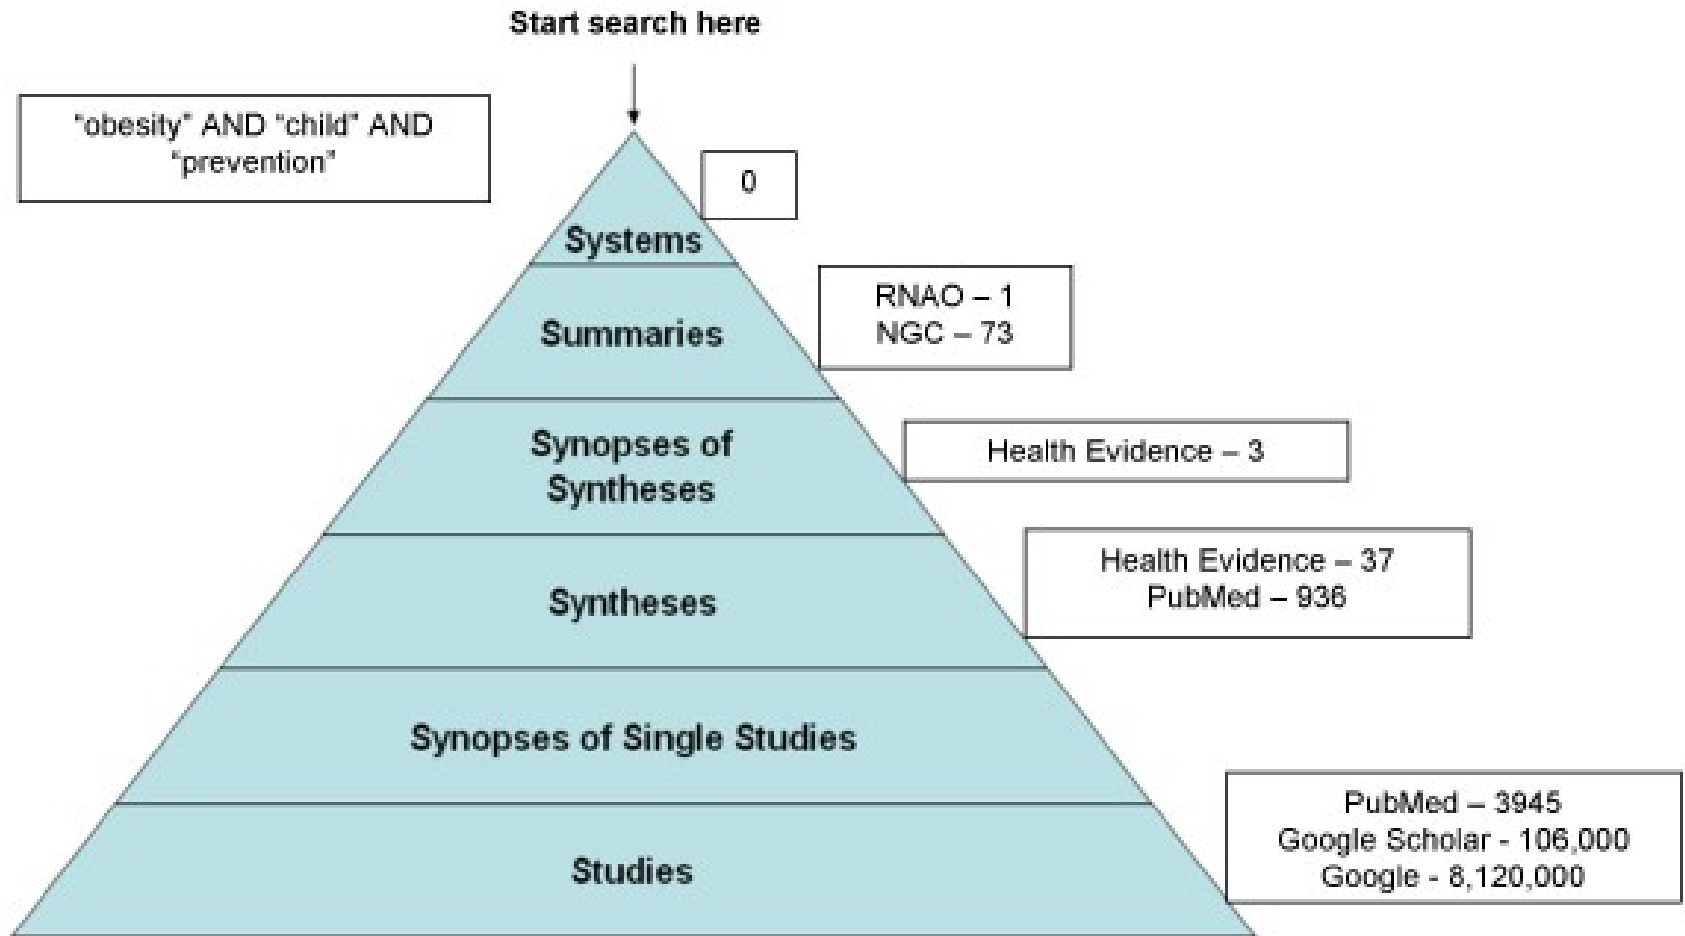 Start search here
“obesity” AND “child” AND
“prevention”
0
Systems
RNAO – 1
NGC – 73
Summaries
Synopses of
Syntheses
Health Evidence – 3
Health Evidence – 37
PubMed – 936
Syntheses
Synopses of Single Studies
PubMed – 3945
Google Scholar - 106,000
Google - 8,120,000
Studies